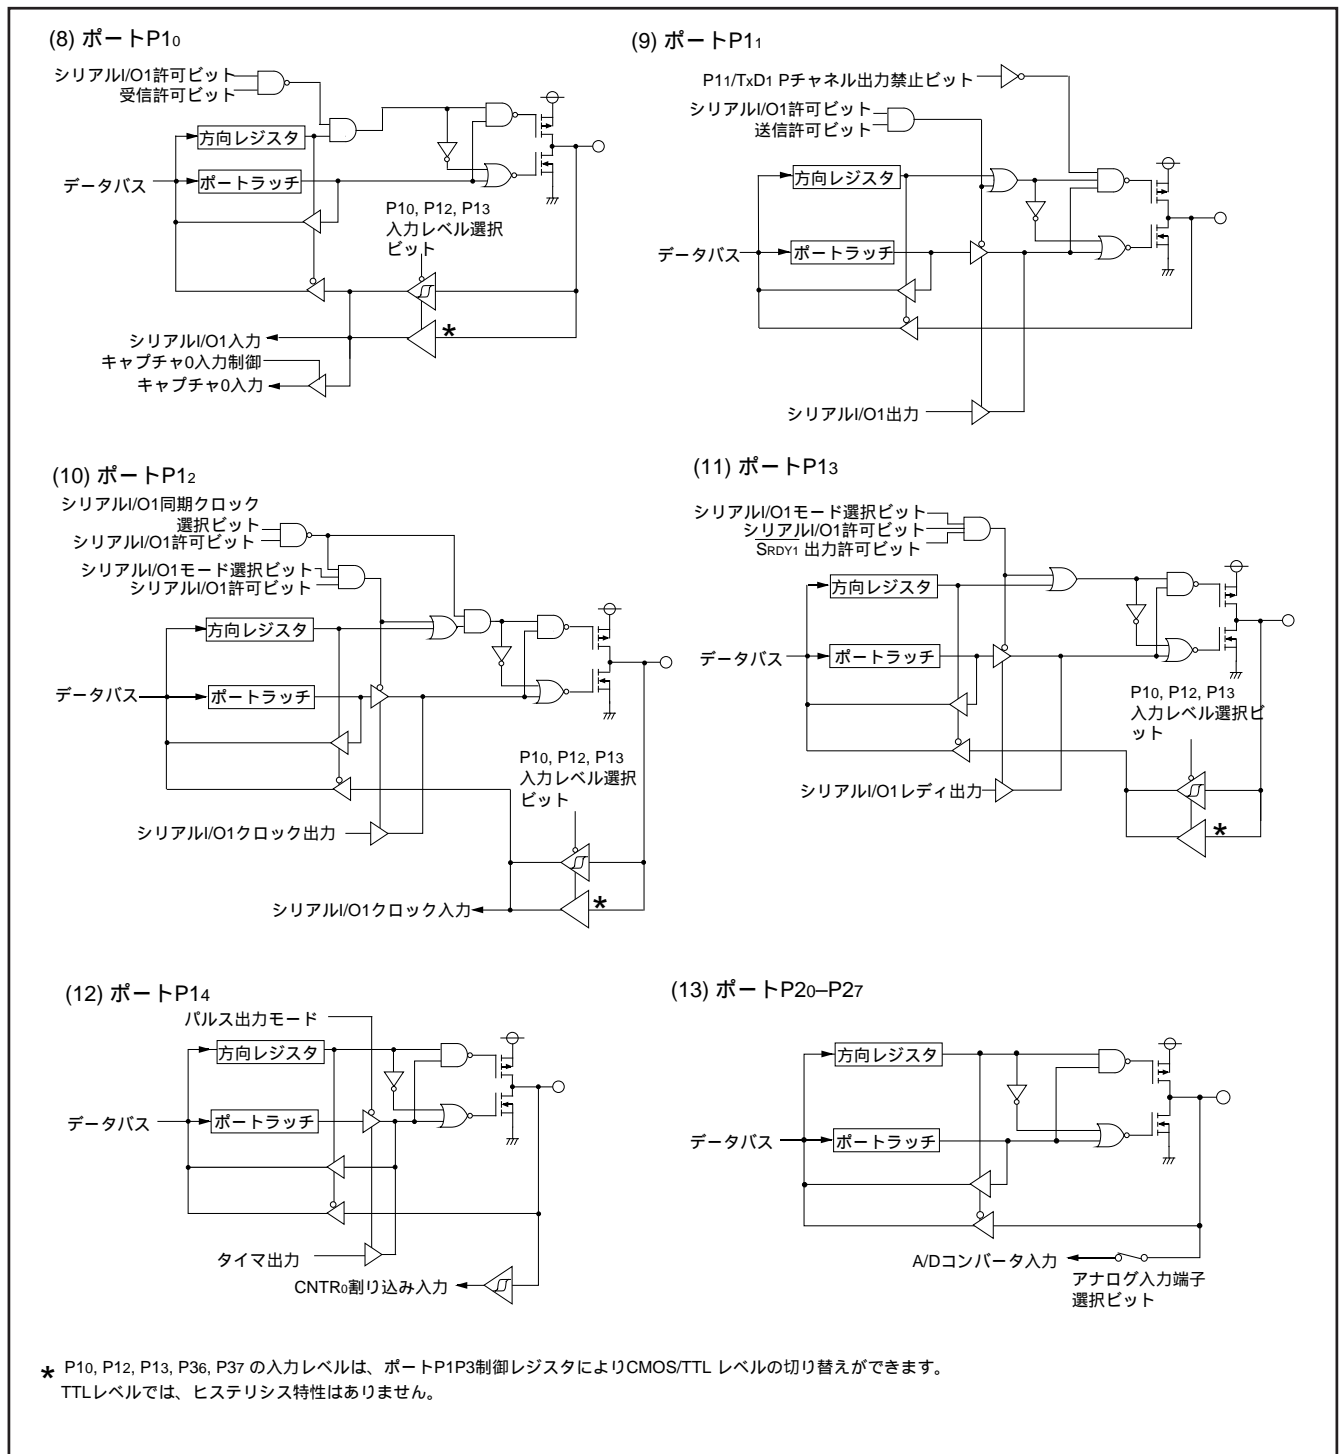 (8) ポートP10
シリアルI/O1許可ビット
受信許可ビット
方向レジスタ
データバス
ポートラッチ
P10, P12, P13
入力レベル選択
ビット
*
シリアルI/O1入力
キャプチャ0入力制御
キャプチャ0入力
(9) ポートP11
P11/TxD1 Pチャネル出力禁止ビット
シリアルI/O1許可ビット
送信許可ビット
方向レジスタ
データバス
ポートラッチ
シリアルI/O1出力
(10) ポートP12
シリアルI/O1同期クロック
選択ビット
シリアルI/O1許可ビット
シリアルI/O1モード選択ビット
シリアルI/O1許可ビット
方向レジスタ
データバス
ポートラッチ
P10, P12, P13
入力レベル選択
ビット
シリアルI/O1クロック出力
*
シリアルI/O1クロック入力
(11) ポートP13
シリアルI/O1モード選択ビット
シリアルI/O1許可ビット
SRDY1 出力許可ビット
方向レジスタ
データバス
ポートラッチ
P10, P12, P13
入力レベル選択ビ
ット
シリアルI/O1レディ出力
*
(12) ポートP14
パルス出力モード
方向レジスタ
データバス
ポートラッチ
タイマ出力
CNTR0割り込み入力
(13) ポートP20–P27
方向レジスタ
データバス
ポートラッチ
A/Dコンバータ入力
アナログ入力端子
選択ビット
* P10, P12, P13, P36, P37 の入力レベルは、ポートP1P3制御レジスタによりCMOS/TTL レベルの切り替えができます。
TTLレベルでは、ヒステリシス特性はありません。